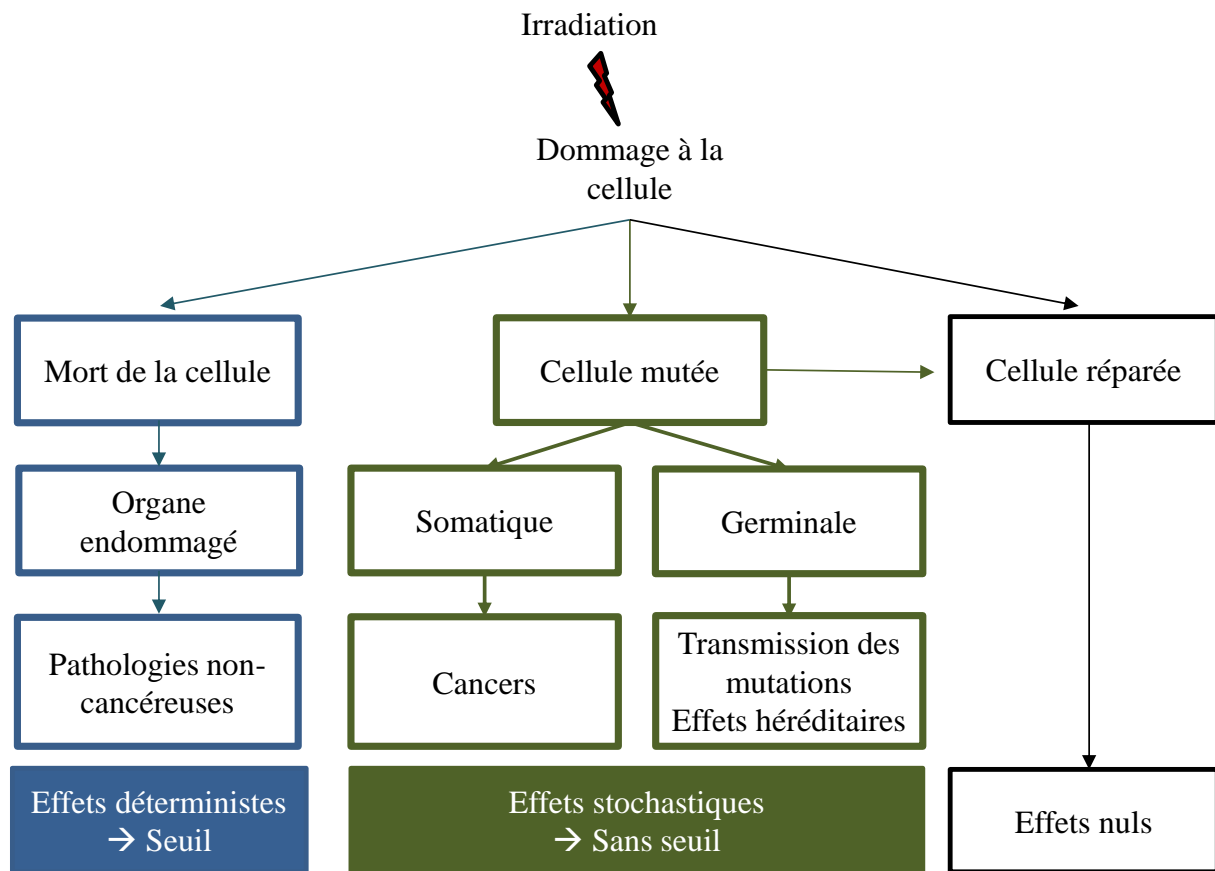 Irradiation
Dommage à la
cellule
Mort de la cellule
Cellule mutée
Cellule réparée
Organe
endommagé
Somatique
Germinale
Pathologies non-
cancéreuses
Cancers
Transmission des
mutations
Effets héréditaires
Effets déterministes
→ Seuil
Effets stochastiques
→ Sans seuil
Effets nuls